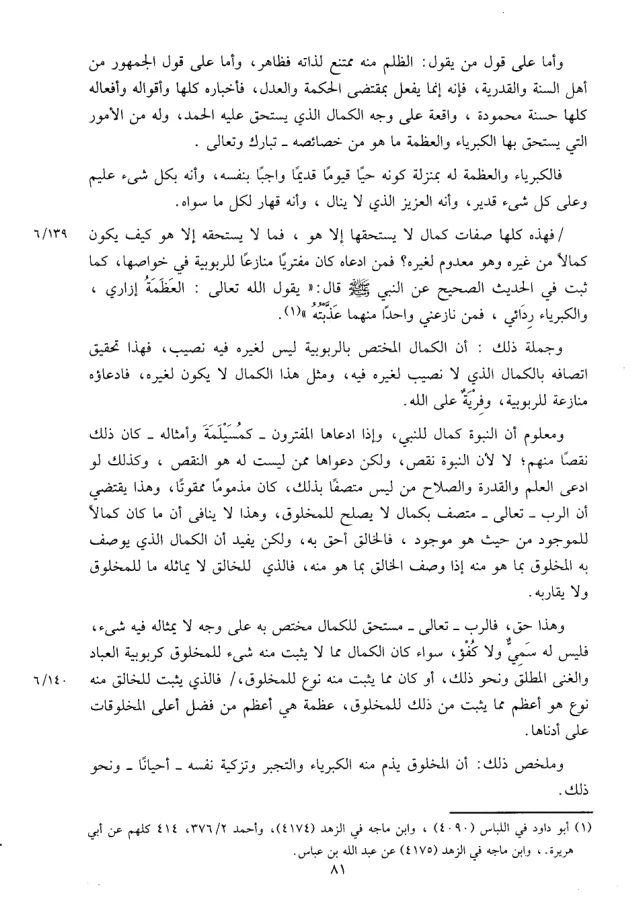 وأما على قول من يقول: الظلم منه ممتنع لذاته فظاهر، وأما على قول الجمهور من
أهل السنة والقدرية، فإنه إنما يفعل بمقتضى الحكمة والعدل، فأخباره كلها وأقواله وأفعاله
كلها حسنة محمودة ، واقعة على وجه الكمال الذي يستحق عليه الحمد، وله من الأمور
التي يستحق بها الكبرياء والعظمة ما هو من خصائصه ـ تبارك وتعالى .
فالكبرياء والعظمة له بمنزلة كونه حيًا قيومًا قديمًا واجبًا بنفسه، وأنه بكل شىء عليم
وعلى كل شىء قدير، وأنه العزيز الذي لا ينال ، وأنه قهار لكل ما سواه.
/ فهذه كلها صفات كمال لا يستحقها إلا هو ، فما لا يستحقه إلا هو كيف يكون ٦/١٣٩
كمالاً من غيره وهو معدوم لغيره؟ فمن ادعاه كان مفتريًا منازعًا للربوبية في خواصها، كما
ثبت في الحديث الصحيح عن النبي ﷺ قال:« يقول الله تعالى : العَظَمةُ إزاري ،
والكبرياء رِدَائي ، فمن نازعني واحدًا منهما عَذَّبتُه »(١).
وجملة ذلك : أن الكمال المختص بالربوبية ليس لغيره فيه نصيب، فهذا تحقيق
اتصافه بالكمال الذي لا نصيب لغيره فيه، ومثل هذا الكمال لا يكون لغيره، فادعاؤه
منازعة للربوبية، وفِرْيَةٌ على الله.
ومعلوم أن النبوة كمال للنبي، وإذا ادعاها المفترون ـ كمُسَيْلَمَة وأمثاله ـ كان ذلك
نقصًا منهم؛ لا لأن النبوة نقص، ولكن دعواها ممن ليست له هو النقص ، وكذلك لو
ادعى العلم والقدرة والصلاح من ليس متصفًا بذلك، كان مذمومًا ممقوتًا، وهذا يقتضي
أن الرب ـ تعالى ـ متصف بكمال لا يصلح للمخلوق، وهذا لا ينافى أن ما كان كمالاً
للموجود من حيث هو موجود ، فالخالق أحق به، ولكن يفيد أن الكمال الذي يوصف
به المخلوق بما هو منه إذا وصف الخالق بما هو منه، فالذي للخالق لا يماثله ما للمخلوق
ولا يقاربه.
وهذا حق، فالرب ـ تعالى ـ مستحق للكمال مختص به على وجه لا يماثله فيه شىء،
فليس له سَمِيٌّ ولا كُفْؤ، سواء كان الكمال مما لا يثبت منه شىء للمخلوق كربوبية العباد
والغنى المطلق ونحو ذلك، أو كان مما يثبت منه نوع للمخلوق،/ فالذي يثبت للخالق منه ٦/١٤٠
نوع هو أعظم مما يثبت من ذلك للمخلوق، عظمة هي أعظم من فضل أعلى المخلوقات
على أدناها.
وملخص ذلك: أن المخلوق يذم منه الكبرياء والتجبر وتزكية نفسه ـ أحيانًا ـ ونحو
ذلك.
(١) أبو داود في اللباس (٤٠٩٠) ، وابن ماجه في الزهد (٤١٧٤)، وأحمد ٢/ ٣٧٦، ٤١٤ كلهم عن أبي
هريرة.، وابن ماجه في الزهد (٤١٧٥) عن عبد الله بن عباس.
٨١